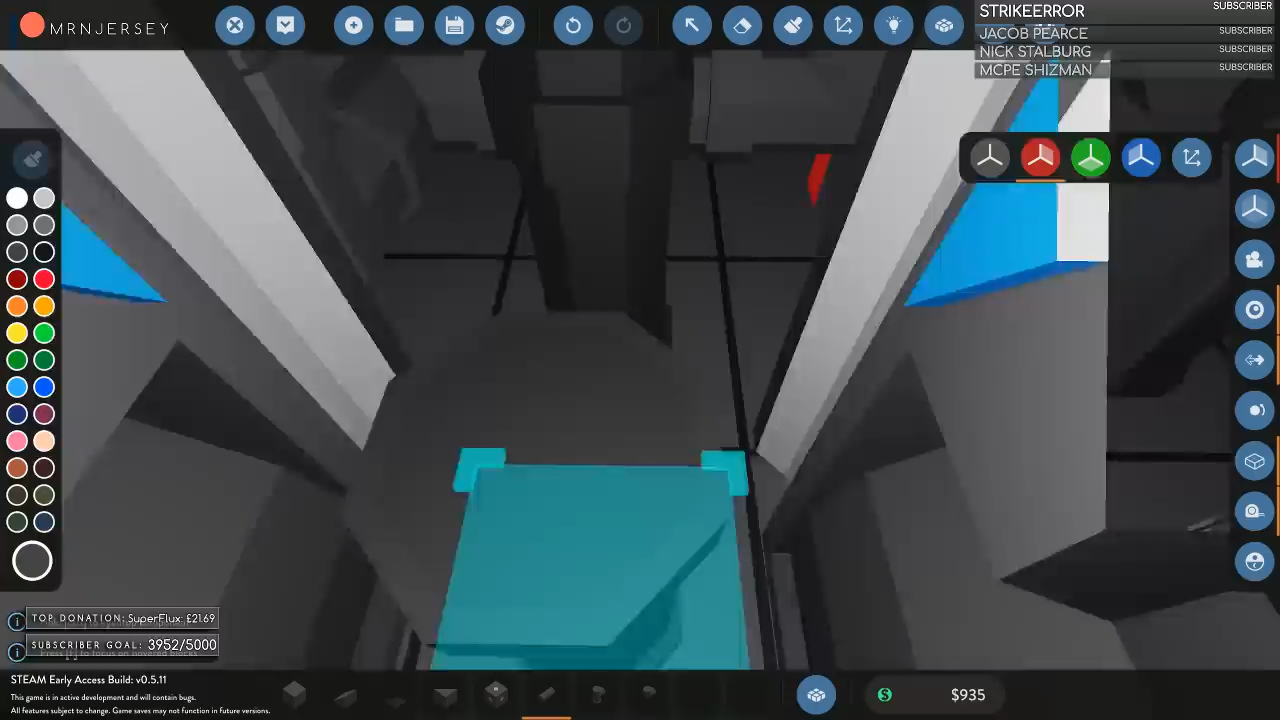 MRNJERSEY
STRIKEERROR SUBSCRIBER
JACOB PEARCE SUBSCRIBER
NICK STALBURG SUBSCRIBER
MCPE SHIZMAN SUBSCRIBER
TOP DONATION: SuperFlux: £21.69
SUBSCRIBER GOAL: 3952/5000
STEAM Early Access Build: v0.5.11
This game is in active development and will contain bugs.
All features subject to change. Game saves may not function in future versions.
$935